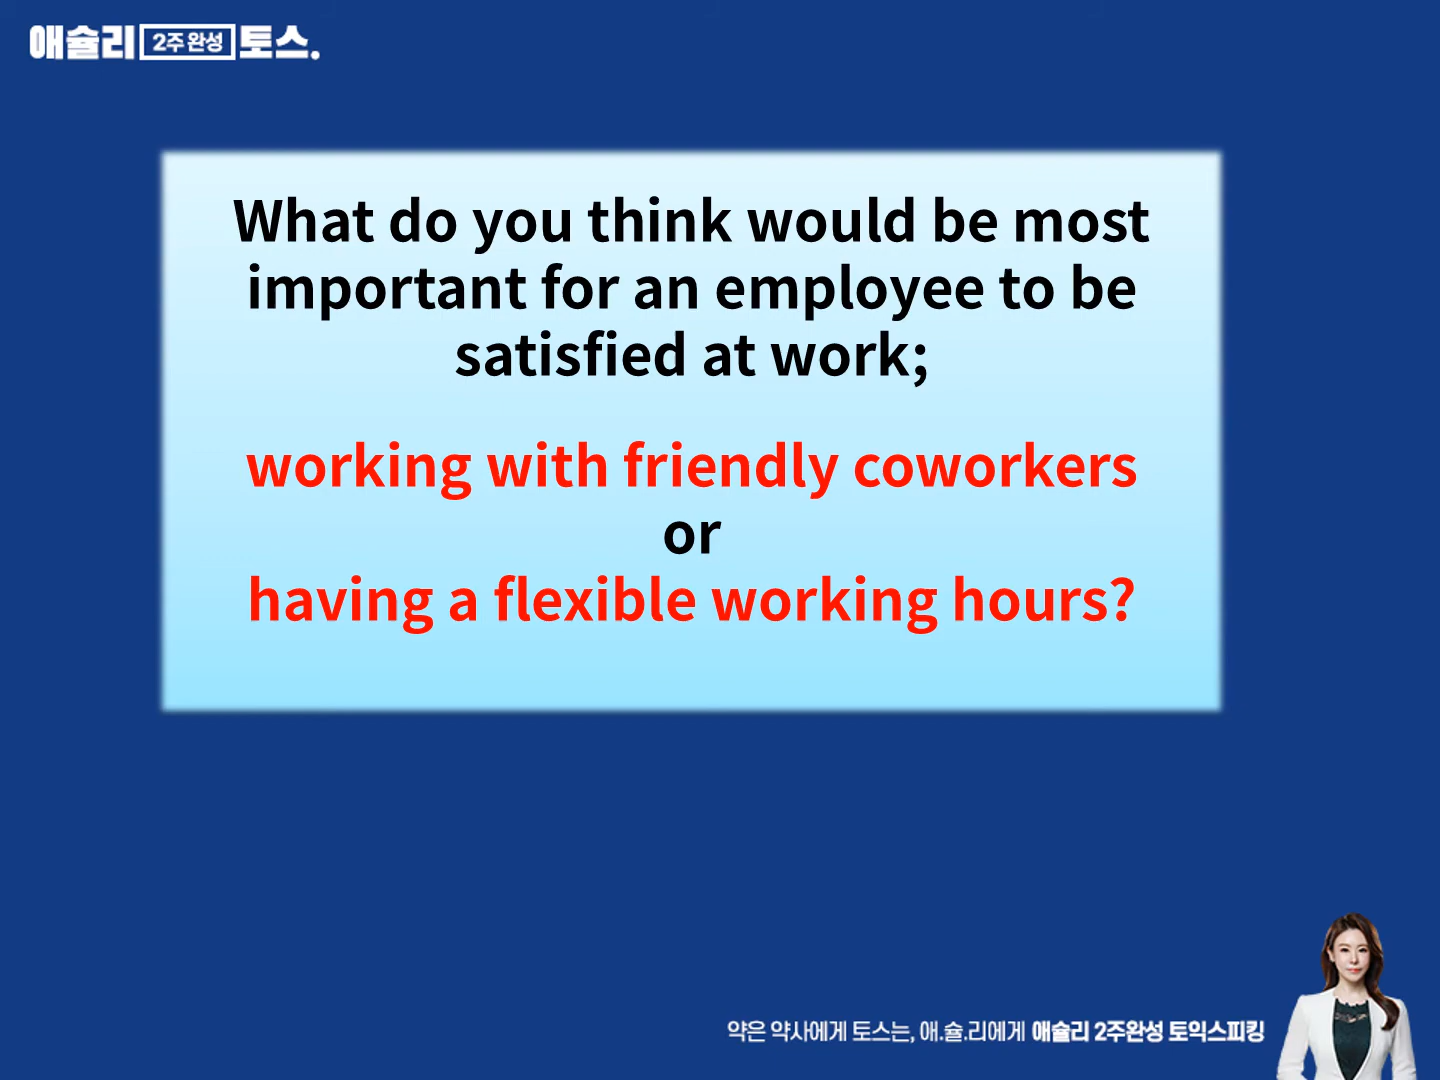 애슐리 2주 완성 토스.
What do you think would be most
important for an employee to be
satisfied at work;
working with friendly coworkers
or
having a flexible working hours?
약은 약사에게 토스는, 애.슐.리에게 애슐리 2주완성 토익스피킹